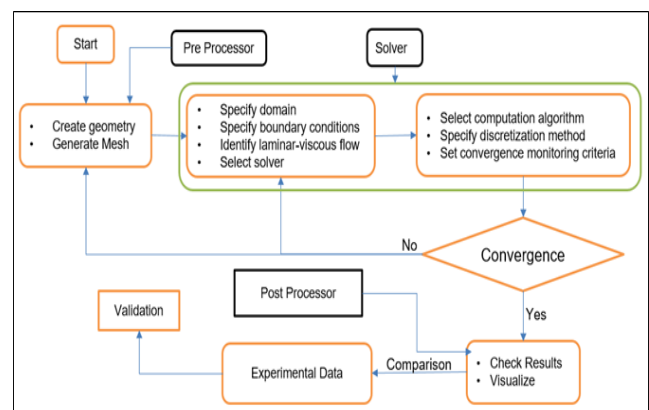 Start
Pre Processor
Solver
• Create geometry
• Generate Mesh
• Specify domain
• Specify boundary conditions
• Identify laminar-viscous flow
• Select solver
• Select computation algorithm
• Specify discretization method
• Set convergence monitoring criteria
No
Convergence
Post Processor
Validation
Yes
Experimental Data
Comparison
• Check Results
• Visualize